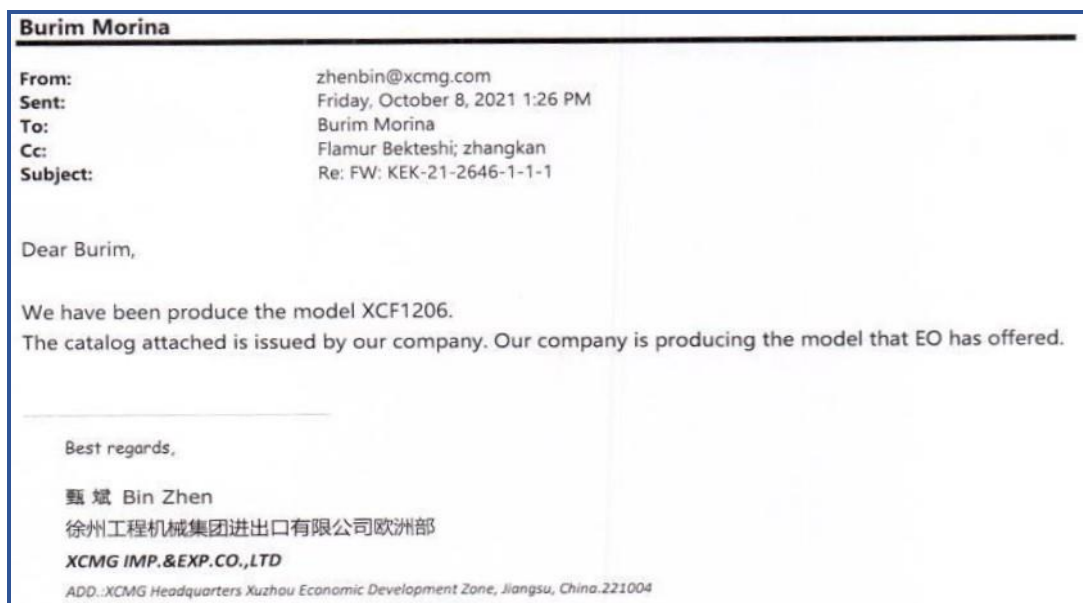 Burim Morina
From: zhenbin@xcmg.com
Sent: Friday, October 8, 2021 1:26 PM
To: Burim Morina
Cc: Flamur Bekteshi; zhangkan
Subject: Re: FW: KEK-21-2646-1-1-1
Dear Burim,
We have been produce the model XCF1206.
The catalog attached is issued by our company. Our company is producing the model that EO has offered.
Best regards,
甄 斌 Bin Zhen
徐州工程机械集团进出口有限公司欧洲部
XCMG IMP.&EXP.CO.,LTD
ADD.:XCMG Headquarters Xuzhou Economic Development Zone, Jiangsu, China.221004